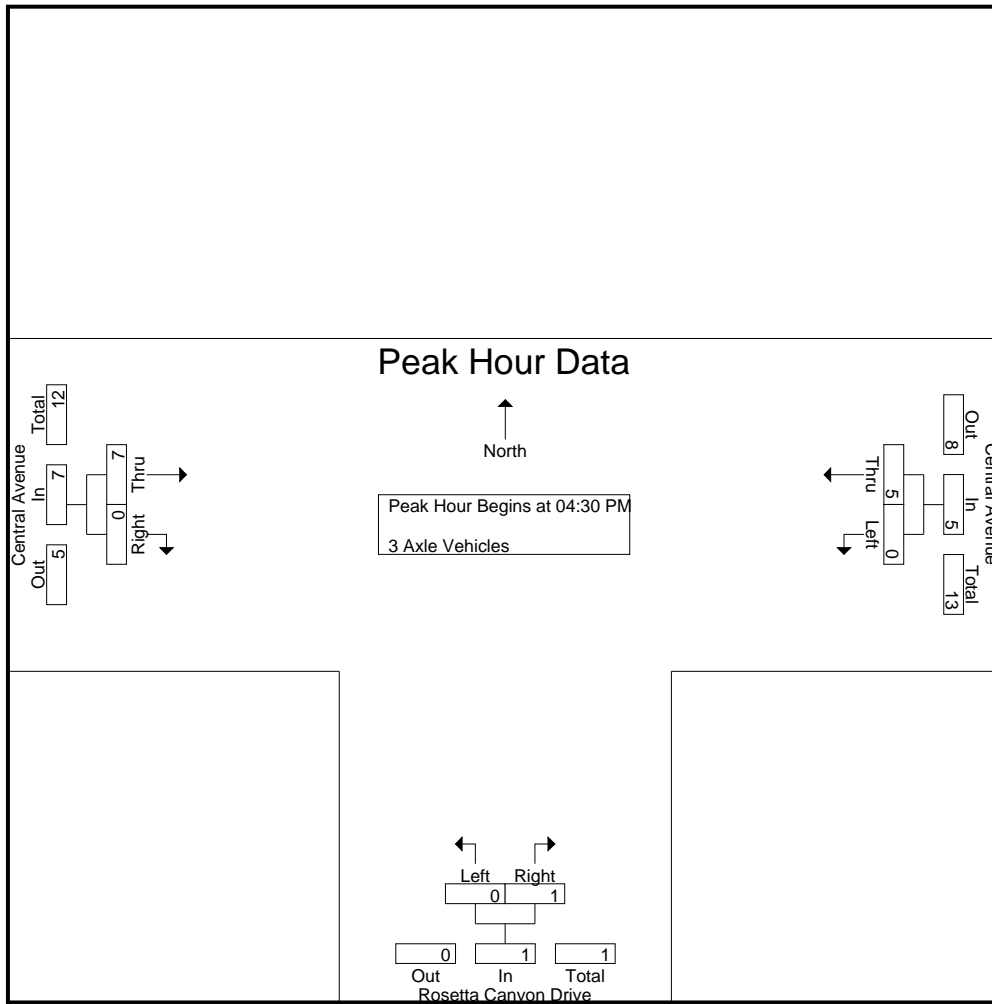 Peak Hour Data
North
Peak Hour Begins at 04:30 PM
3 Axle Vehicles
Central Avenue
Out In Total
5 7 12
Right Thru
0 7
Central Avenue
Out In Total
8 5 13
Thru Left
5 0
Left Right
0 1
0 1 1
Out In Total
Rosetta Canyon Drive